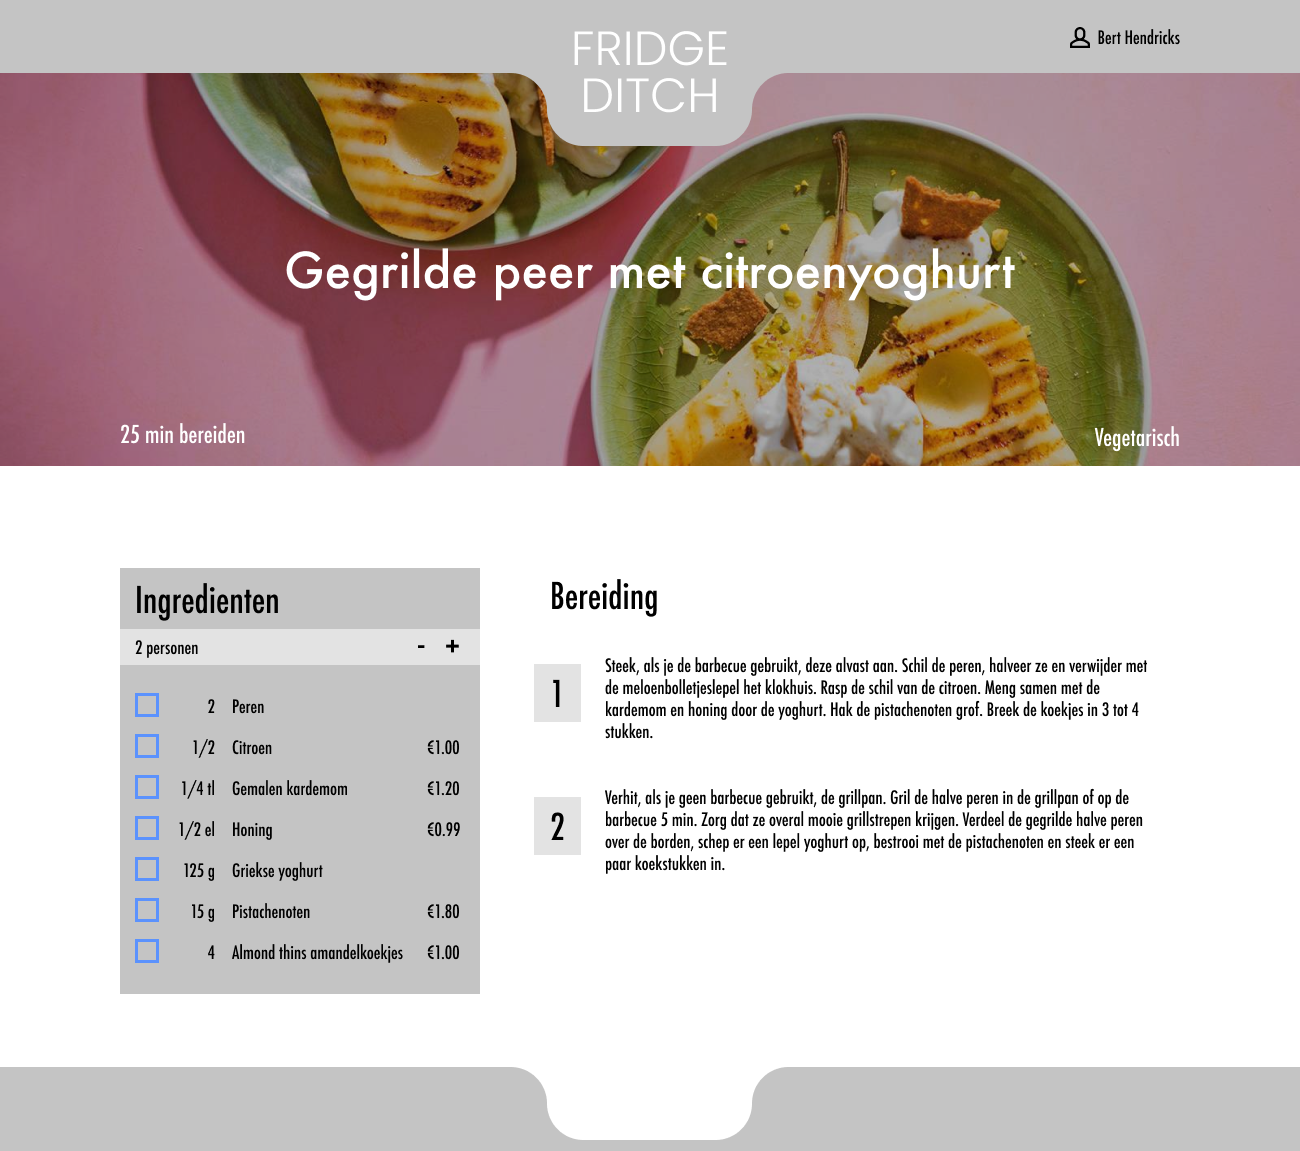 FRIDGE
DITCH
Bert Hendricks
Gegrilde peer met citroenyoghurt
25 min bereiden
Vegetarisch
Ingredienten
2 personen - +
2 Peren
1/2 Citroen €1.00
1/4 tl Gemalen kardemom €1.20
1/2 el Honing €0.99
125 g Griekse yoghurt
15 g Pistachenoten €1.80
4 Almond thins amandelkoekjes €1.00
Bereiding
1
Steek, als je de barbecue gebruikt, deze alvast aan. Schil de peren, halveer ze en verwijder met
de meloenbolletjeslepel het klokhuis. Rasp de schil van de citroen. Meng samen met de
kardemom en honing door de yoghurt. Hak de pistachenoten grof. Breek de koekjes in 3 tot 4
stukken.
2
Verhit, als je geen barbecue gebruikt, de grillpan. Gril de halve peren in de grillpan of op de
barbecue 5 min. Zorg dat ze overal mooie grillstrepen krijgen. Verdeel de gegrilde halve peren
over de borden, schep er een lepel yoghurt op, bestrooi met de pistachenoten en steek er een
paar koekstukken in.